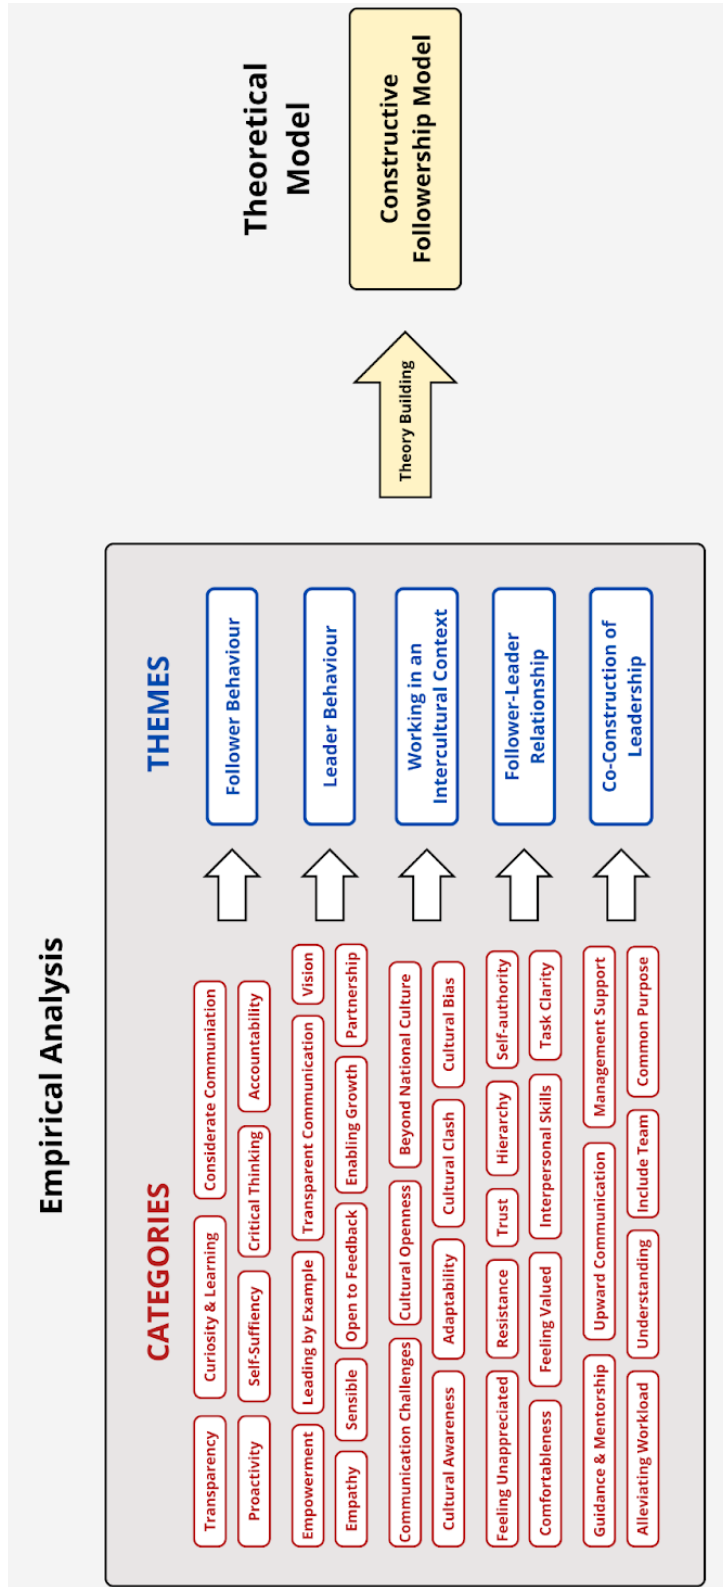 Empirical Analysis
Theoretical
Model
CATEGORIES
THEMES
Transparency
Curiosity & Learning
Considerate Communiation
Proactivity
Self-Suffiency
Critical Thinking
Accountability
Follower Behaviour
Empowerment
Leading by Example
Transparent Communication
Vision
Empathy
Sensible
Open to Feedback
Enabling Growth
Partnership
Leader Behaviour
Communication Challenges
Cultural Openness
Beyond National Culture
Cultural Awareness
Adaptability
Cultural Clash
Cultural Bias
Working in an
Intercultural Context
Feeling Unappreciated
Resistance
Trust
Hierarchy
Self-authority
Comfortableness
Feeling Valued
Interpersonal Skills
Task Clarity
Follower-Leader
Relationship
Guidance & Mentorship
Upward Communication
Management Support
Alleviating Workload
Understanding
Include Team
Common Purpose
Co-Construction of
Leadership
Theory Building
Constructive
Followership Model